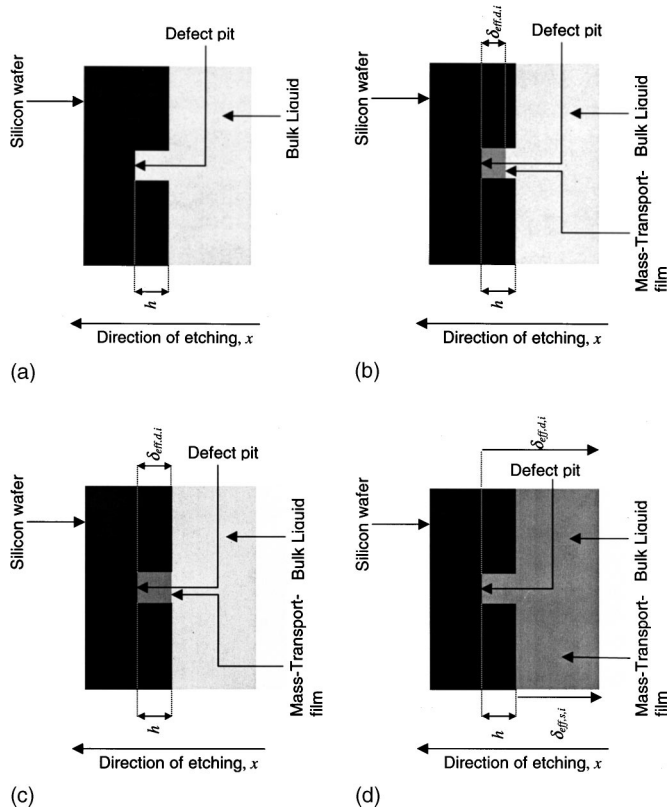 Defect pit
Silicon wafer
Bulk Liquid
h
Direction of etching, x
(a)
δeff,d,i
Defect pit
Silicon wafer
Bulk Liquid
Mass-Transport-
film
h
Direction of etching, x
(b)
δeff,d,i
Defect pit
Silicon wafer
Bulk Liquid
Mass-Transport-
film
h
Direction of etching, x
(c)
δeff,d,i
Defect pit
Silicon wafer
Bulk Liquid
Mass-Transport-
film
h
δeff,s,i
Direction of etching, x
(d)